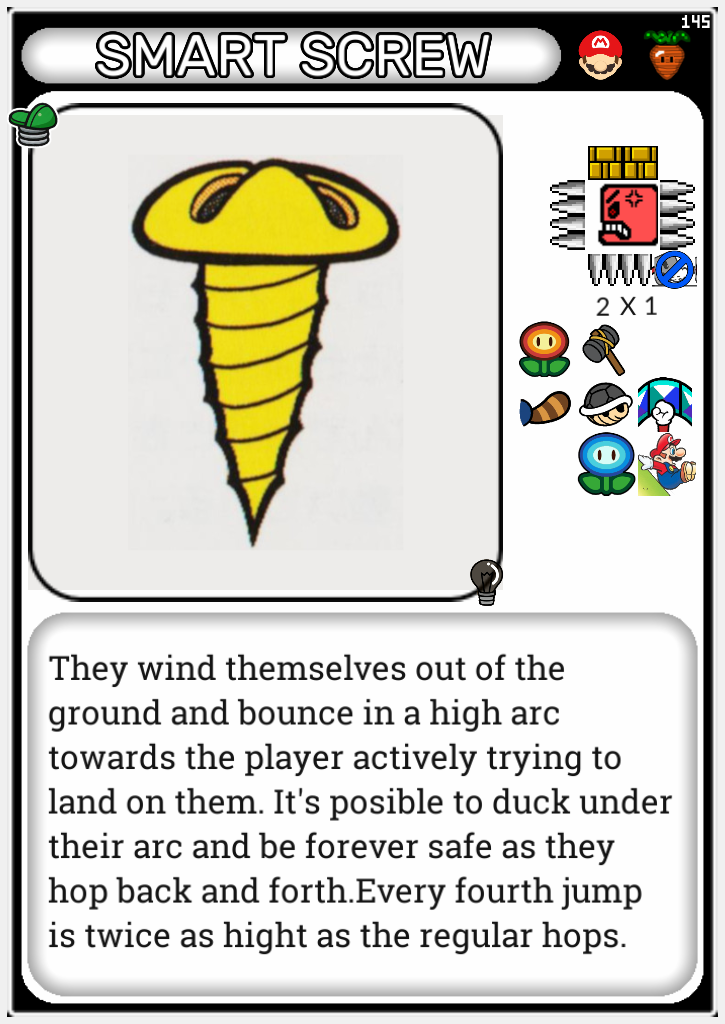 145
SMART SCREW
2 X 1
They wind themselves out of the
ground and bounce in a high arc
towards the player actively trying to
land on them. It's posible to duck under
their arc and be forever safe as they
hop back and forth.Every fourth jump
is twice as hight as the regular hops.